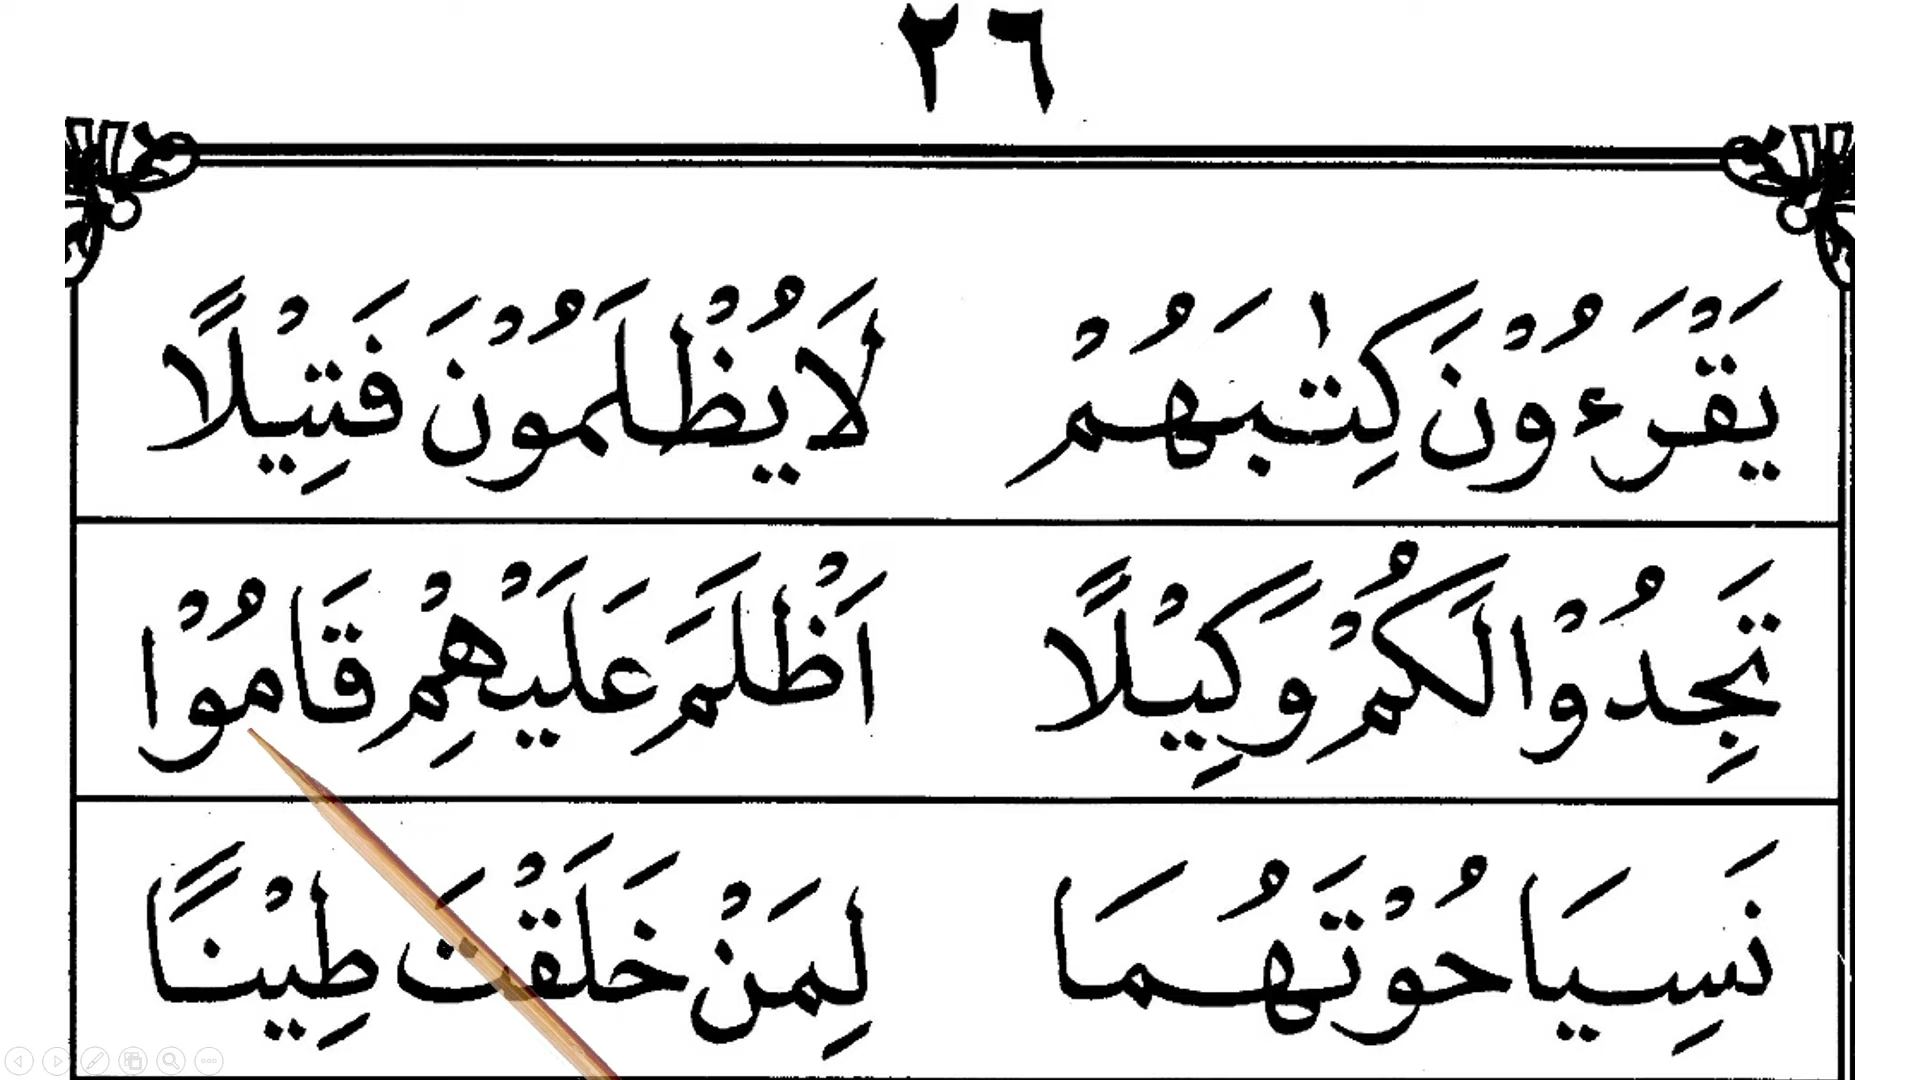 ٢٦
يَقْرَءُوْنَ كِتٰبَهُمْ لَا يُظْلَمُوْنَ فَتِيْلًا
تَجِدُوْا لَكُمْ وَكِيْلًا اَظْلَمَ عَلَيْهِمْ قَامُوْا
نَسِيَا حُوْتَهُمَا لِمَنْ خَلَقْتَ طِيْنًا